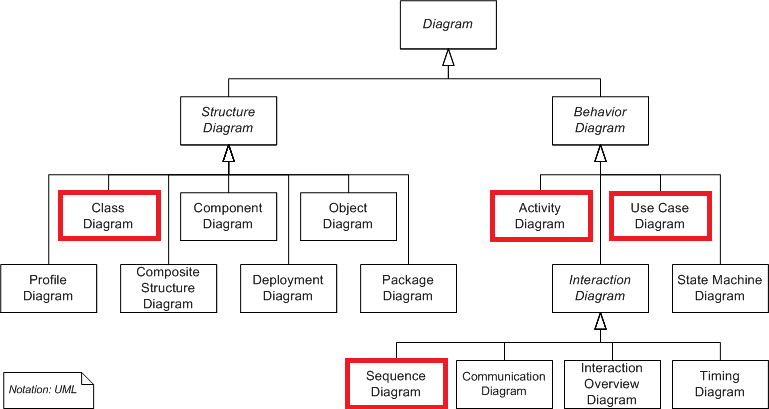 Diagram
Structure
Diagram
Behavior
Diagram
Class
Diagram
Component
Diagram
Object
Diagram
Activity
Diagram
Use Case
Diagram
Profile
Diagram
Composite
Structure
Diagram
Deployment
Diagram
Package
Diagram
Interaction
Diagram
State Machine
Diagram
Sequence
Diagram
Communication
Diagram
Interaction
Overview
Diagram
Timing
Diagram
Notation: UML